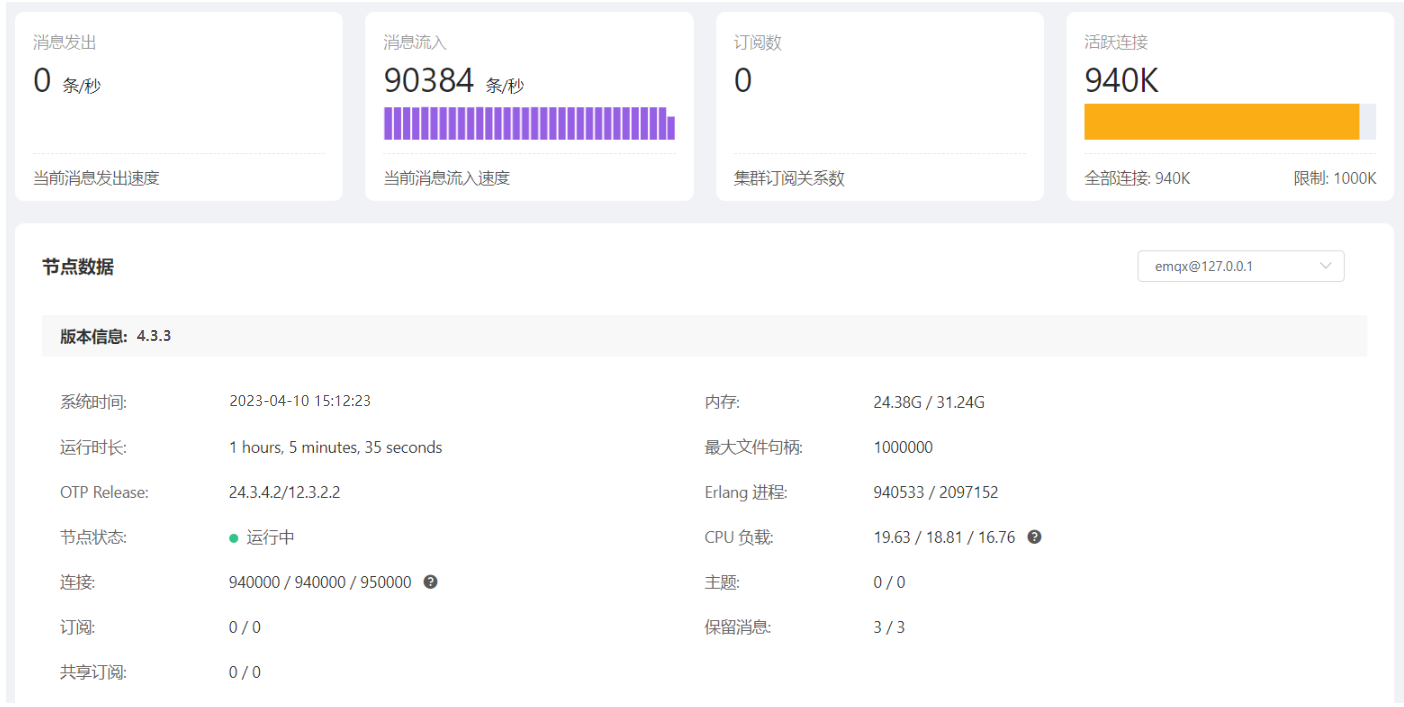 消息发出
0 条/秒
当前消息发出速度
消息流入
90384 条/秒
当前消息流入速度
订阅数
0
集群订阅关系数
活跃连接
940K
全部连接: 940K 限制: 1000K
节点数据
emqx@127.0.0.1
版本信息: 4.3.3
系统时间: 2023-04-10 15:12:23
运行时长: 1 hours, 5 minutes, 35 seconds
OTP Release: 24.3.4.2/12.3.2.2
节点状态: 运行中
连接: 940000 / 940000 / 950000 ?
订阅: 0 / 0
共享订阅: 0 / 0
内存: 24.38G / 31.24G
最大文件句柄: 1000000
Erlang 进程: 940533 / 2097152
CPU 负载: 19.63 / 18.81 / 16.76 ?
主题: 0 / 0
保留消息: 3 / 3